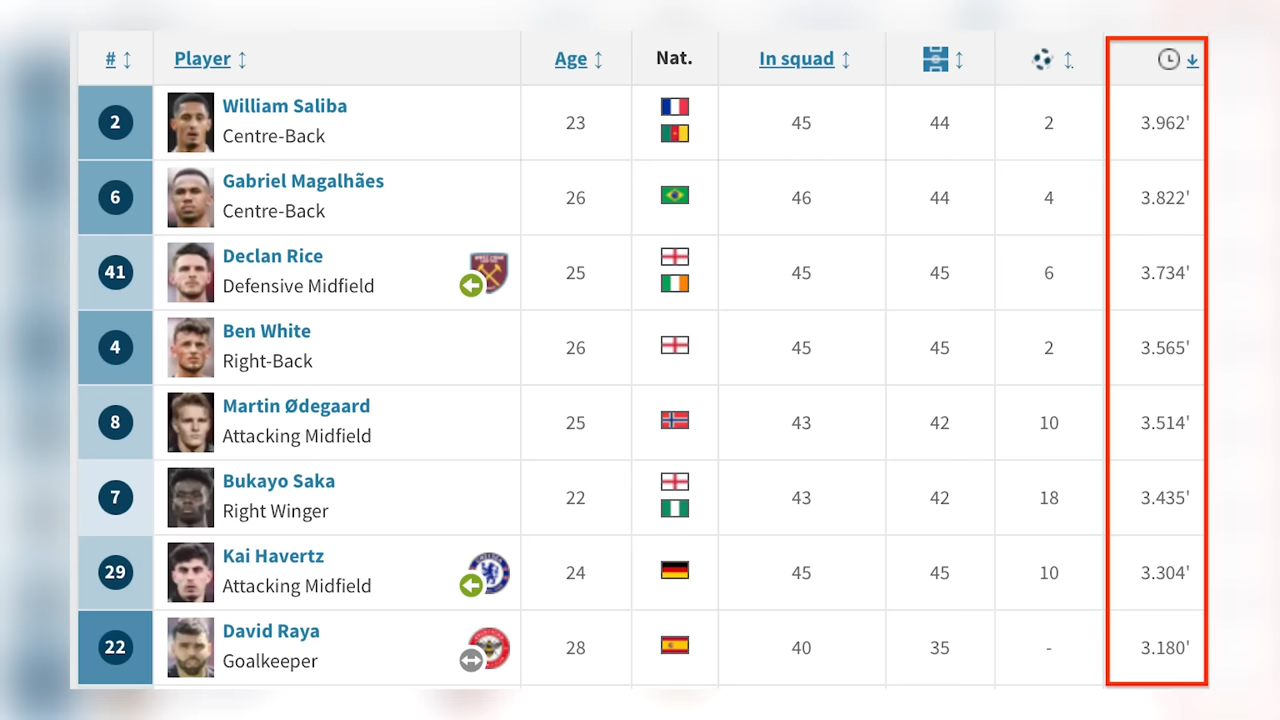 # Player Age Nat. In squad
2 William Saliba 23 45 44 2 3.962'
Centre-Back
6 Gabriel Magalhães 26 46 44 4 3.822'
Centre-Back
41 Declan Rice 25 45 45 6 3.734'
Defensive Midfield
4 Ben White 26 45 45 2 3.565'
Right-Back
8 Martin Ødegaard 25 43 42 10 3.514'
Attacking Midfield
7 Bukayo Saka 22 43 42 18 3.435'
Right Winger
29 Kai Havertz 24 45 45 10 3.304'
Attacking Midfield
22 David Raya 28 40 35 - 3.180'
Goalkeeper